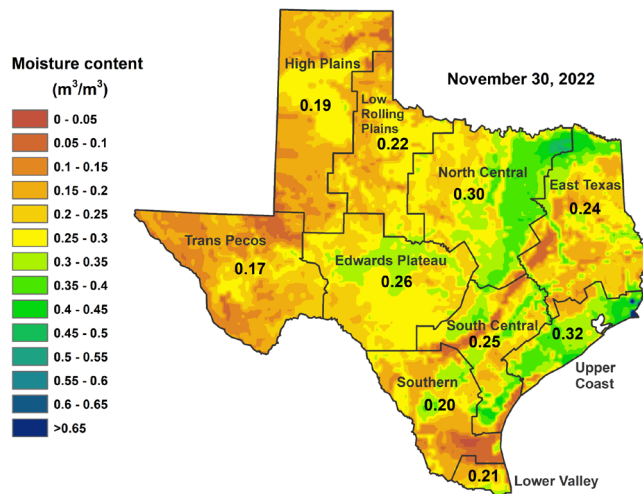 Moisture content
(m³/m³)
0 - 0.05
0.05 - 0.1
0.1 - 0.15
0.15 - 0.2
0.2 - 0.25
0.25 - 0.3
0.3 - 0.35
0.35 - 0.4
0.4 - 0.45
0.45 - 0.5
0.5 - 0.55
0.55 - 0.6
0.6 - 0.65
>0.65
November 30, 2022
High Plains
0.19
Low
Rolling
Plains
0.22
North Central
0.30
East Texas
0.24
Trans Pecos
0.17
Edwards Plateau
0.26
South Central
0.25
0.32
Upper
Coast
Southern
0.20
0.21
Lower Valley